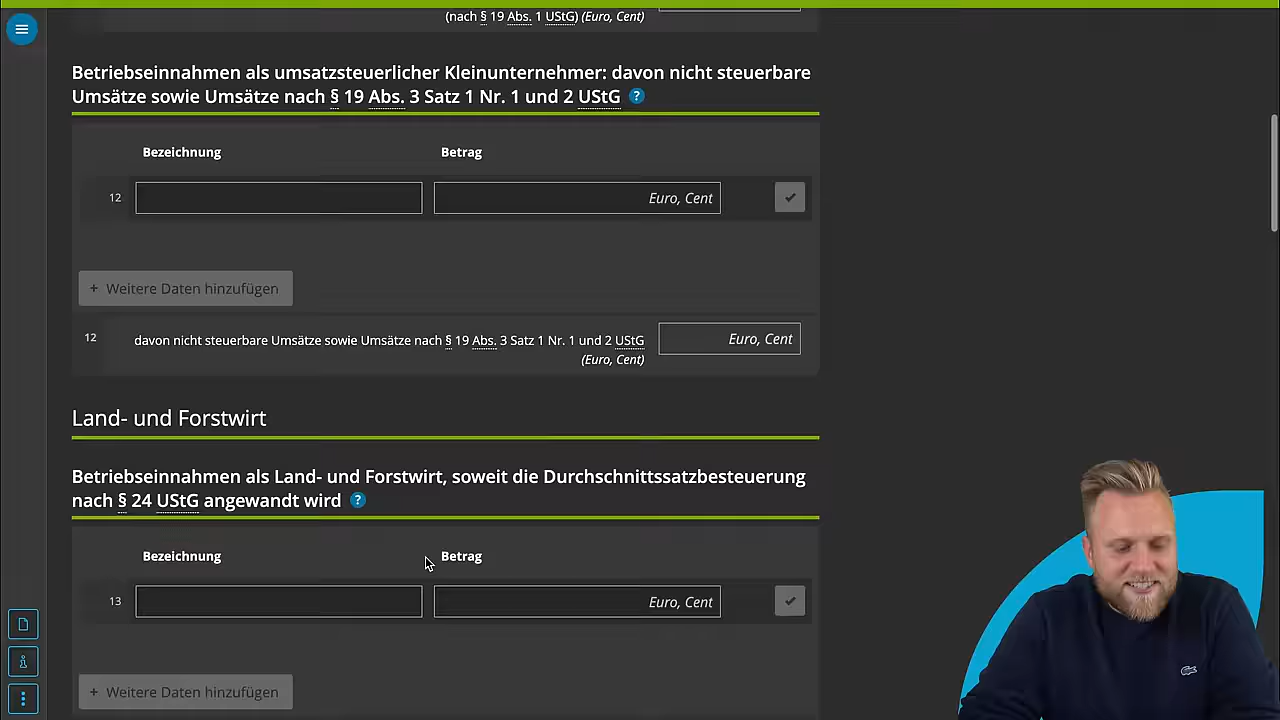 (nach § 19 Abs. 1 UStG) (Euro, Cent)
Betriebseinnahmen als umsatzsteuerlicher Kleinunternehmer: davon nicht steuerbare
Umsätze sowie Umsätze nach § 19 Abs. 3 Satz 1 Nr. 1 und 2 UStG ?
Bezeichnung Betrag
12 Euro, Cent
+ Weitere Daten hinzufügen
12 davon nicht steuerbare Umsätze sowie Umsätze nach § 19 Abs. 3 Satz 1 Nr. 1 und 2 UStG Euro, Cent
(Euro, Cent)
Land- und Forstwirt
Betriebseinnahmen als Land- und Forstwirt, soweit die Durchschnittssatzbesteuerung
nach § 24 UStG angewandt wird ?
Bezeichnung Betrag
13 Euro, Cent
+ Weitere Daten hinzufügen